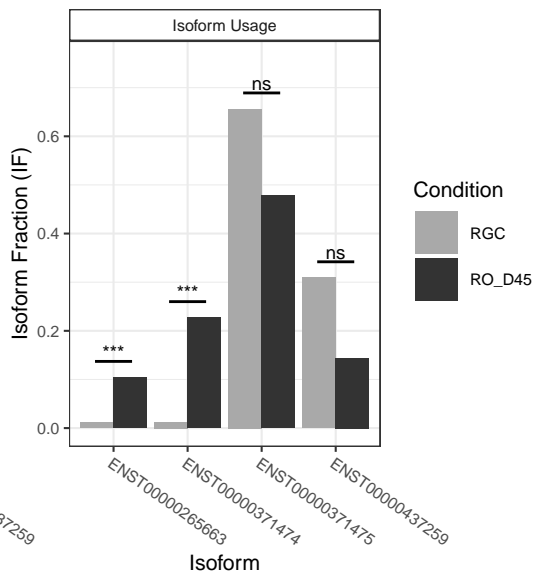 Isoform Usage
ns
0.6
Isoform Fraction (IF)
Condition
RGC
0.4
ns
RO_D45
***
0.2
***
0.0
ENST00000265663
ENST00000371474
ENST00000371475
ENST00000437259
37259
Isoform